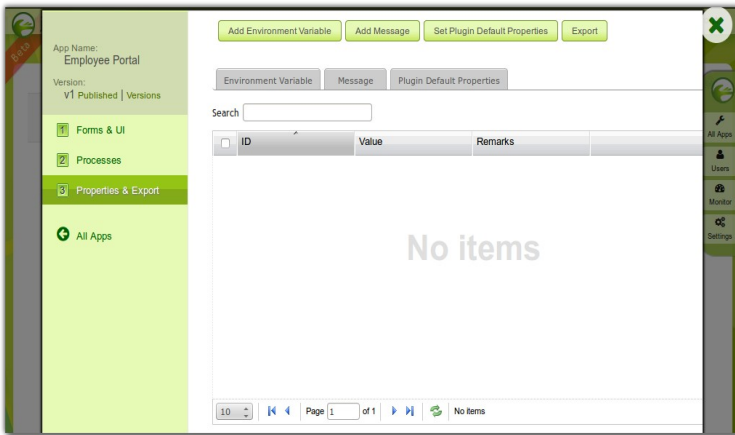 Beta
App Name:
Employee Portal
Version:
v1 Published | Versions
1 Forms & UI
2 Processes
3 Properties & Export
All Apps
Add Environment Variable Add Message Set Plugin Default Properties Export
Environment Variable Message Plugin Default Properties
Search
ID Value Remarks
No items
10 Page 1 of 1 No items
All Apps
Users
Monitor
Settings